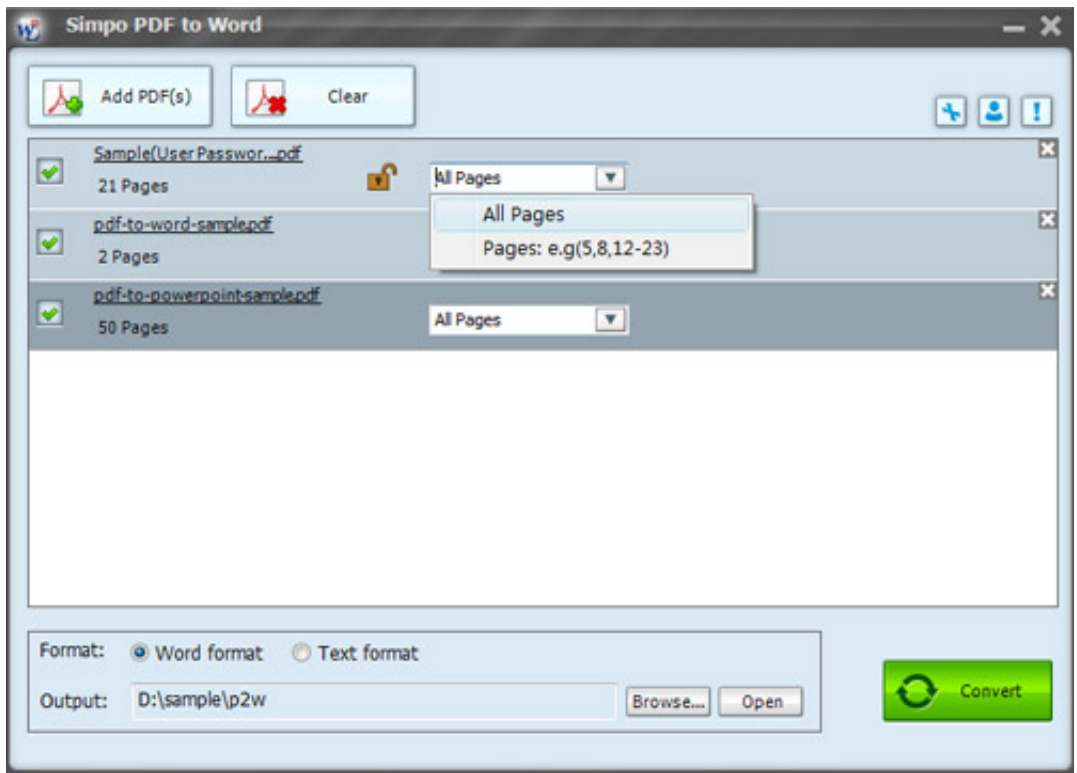 Simpo PDF to Word
Add PDF(s)
Clear
Sample(User Passwor...pdf
21 Pages
All Pages
All Pages
Pages: e.g(5,8,12-23)
pdf-to-word-sample.pdf
2 Pages
pdf-to-powerpoint-sample.pdf
50 Pages
All Pages
Format:
Word format
Text format
Output:
D:\sample\p2w
Browse...
Open
Convert